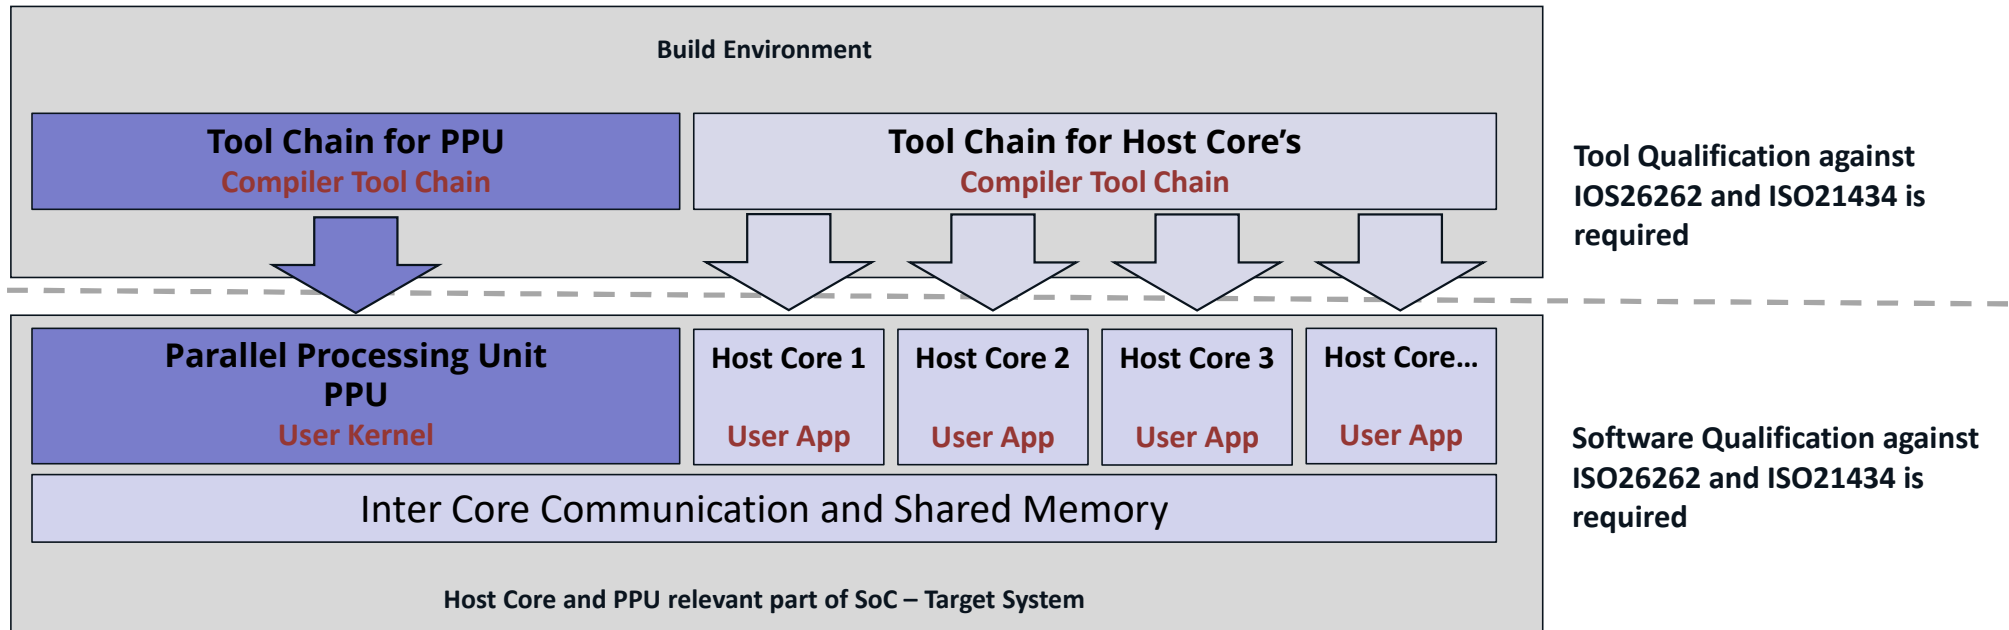 Build Environment
Tool Chain for PPU
Compiler Tool Chain
Tool Chain for Host Core’s
Compiler Tool Chain
Tool Qualification against
IOS26262 and ISO21434 is
required
Parallel Processing Unit
PPU
User Kernel
Host Core 1
User App
Host Core 2
User App
Host Core 3
User App
Host Core...
User App
Inter Core Communication and Shared Memory
Software Qualification against
ISO26262 and ISO21434 is
required
Host Core and PPU relevant part of SoC – Target System